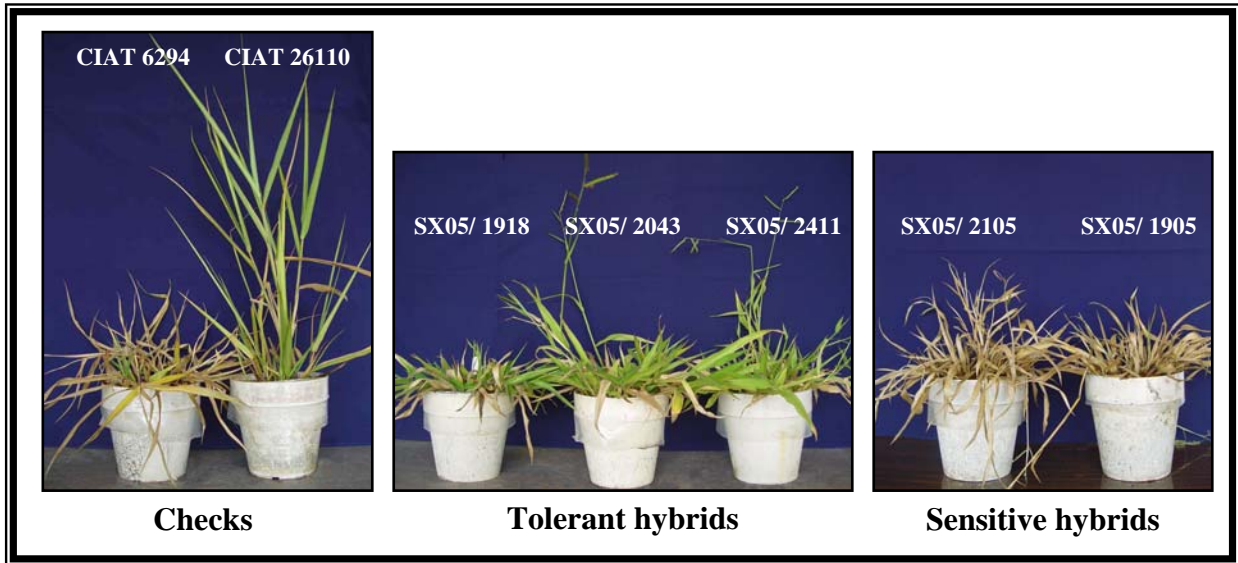 CIAT 6294 CIAT 26110
SX05/ 1918 SX05/ 2043 SX05/ 2411
SX05/ 2105 SX05/ 1905
Checks
Tolerant hybrids
Sensitive hybrids